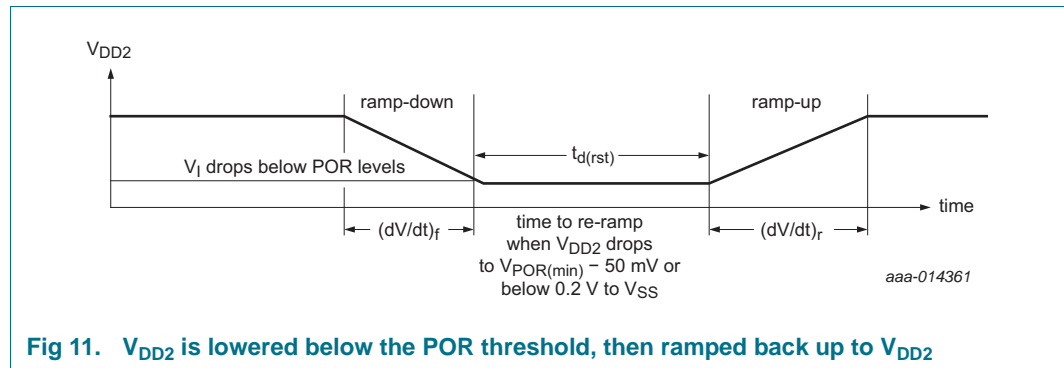 VDD2
ramp-down
ramp-up
td(rst)
VI drops below POR levels
time
(dV/dt)f
time to re-ramp
when VDD2 drops
to VPOR(min) − 50 mV or
below 0.2 V to VSS
(dV/dt)r
aaa-014361
Fig 11. VDD2 is lowered below the POR threshold, then ramped back up to VDD2